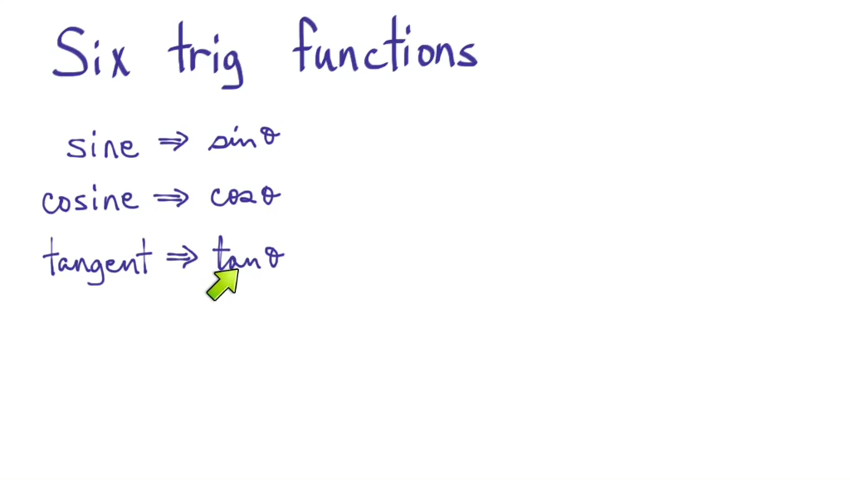 Six trig functions
sine ⇒ sinθ
cosine ⇒ cosθ
tangent ⇒ tanθ